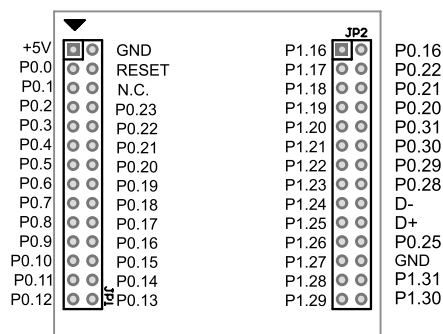 JP2
+5V GND P1.16 P0.16
P0.0 RESET P1.17 P0.22
P0.1 N.C. P1.18 P0.21
P0.2 P0.23 P1.19 P0.20
P0.3 P0.22 P1.20 P0.31
P0.4 P0.21 P1.21 P0.30
P0.5 P0.20 P1.22 P0.29
P0.6 P0.19 P1.23 P0.28
P0.7 P0.18 P1.24 D-
P0.8 P0.17 P1.25 D+
P0.9 P0.16 P1.26 P0.25
P0.10 P0.15 P1.27 GND
P0.11 P0.14 P1.28 P1.31
P0.12 P0.13 P1.29 P1.30
JP1